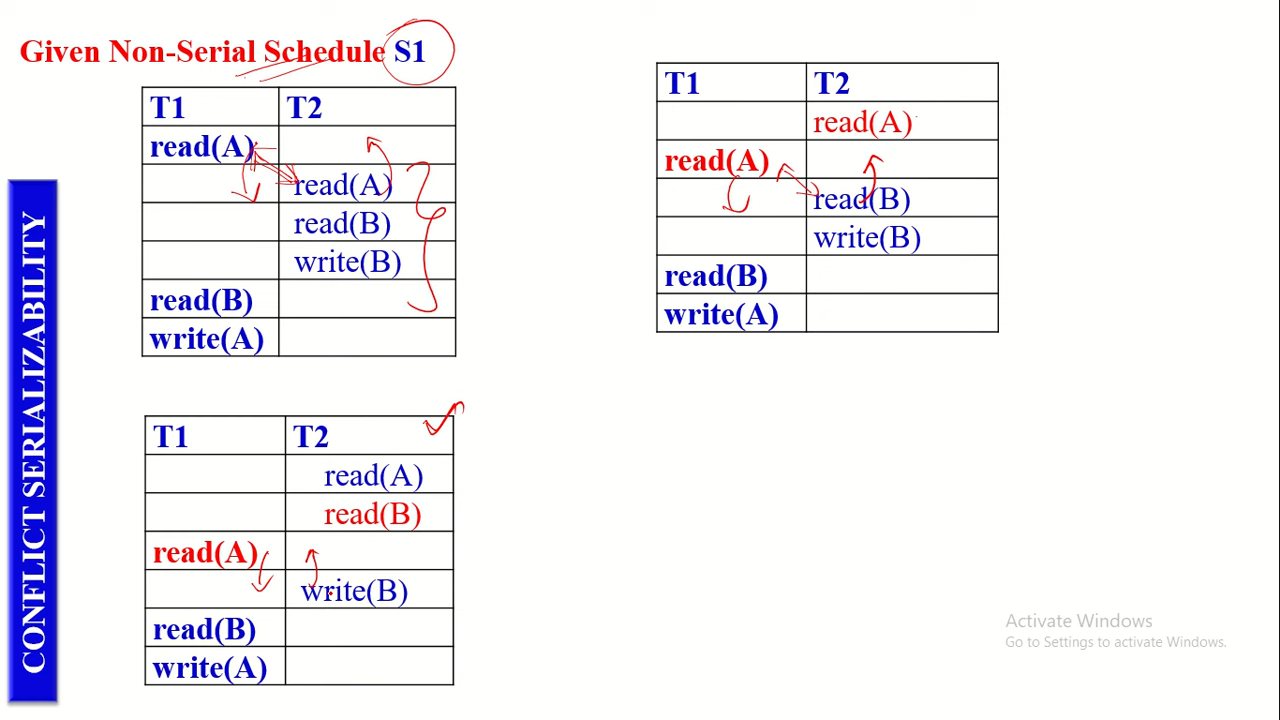 Given Non-Serial Schedule S1
T1 T2
read(A)
read(A)
read(B)
write(B)
read(B)
write(A)
T1 T2
read(A)
read(A)
read(B)
write(B)
read(B)
write(A)
T1 T2
read(A)
read(B)
read(A)
write(B)
read(B)
write(A)
CONFLICT SERIALIZABILITY
Activate Windows
Go to Settings to activate Windows.